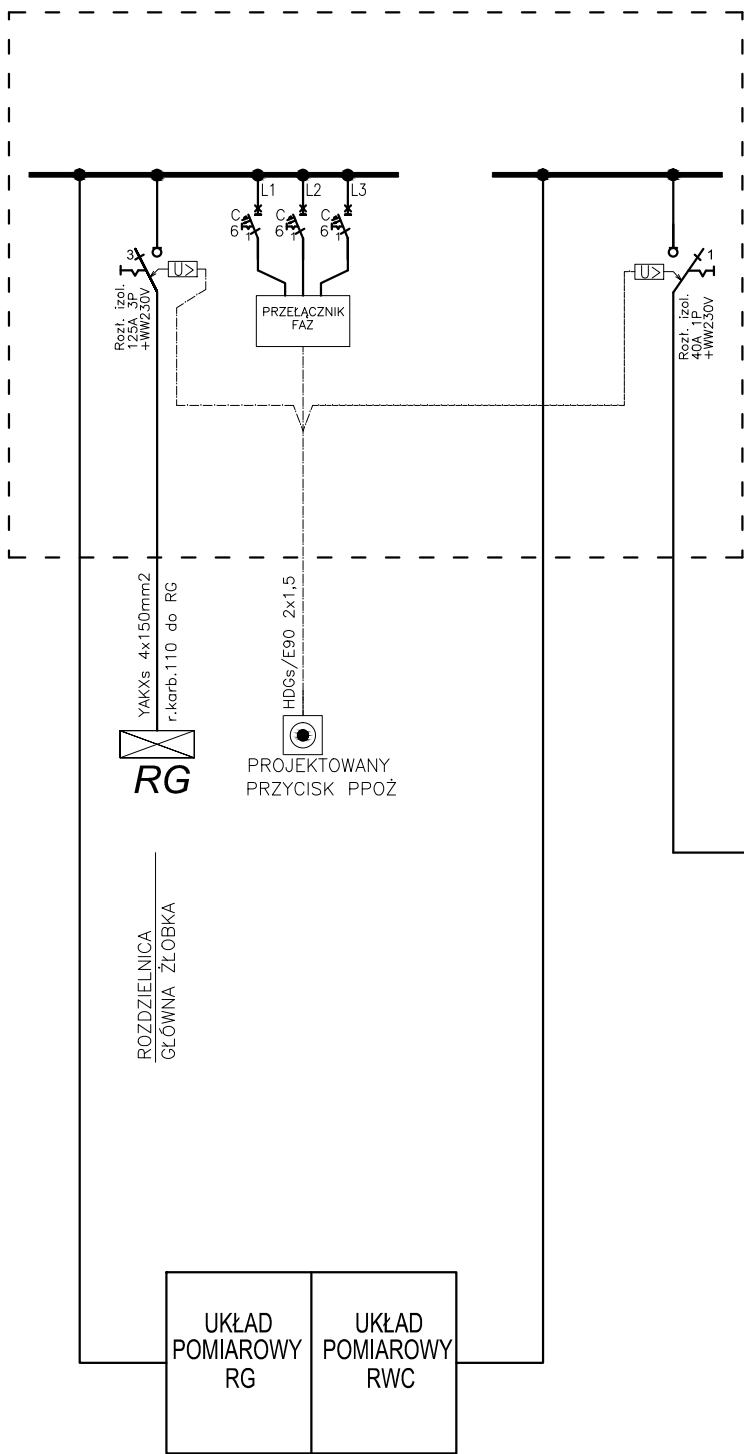 L1
L2
L3
C
6
C
6
C
6
3
U>
Rozł. izol.
125A 3P
+WW230V
PRZEŁĄCZNIK
FAZ
1
U>
Rozł. izol.
40A 1P
+WW230V
YAKXs 4x150mm2
r.karb.110 do RG
HDGs/E90 2x1,5
RG
PROJEKTOWANY
PRZYCISK PPOŻ
ROZDZIELNICA
GŁÓWNA ŻŁOBKA
UKŁAD
POMIAROWY
RG
UKŁAD
POMIAROWY
RWC